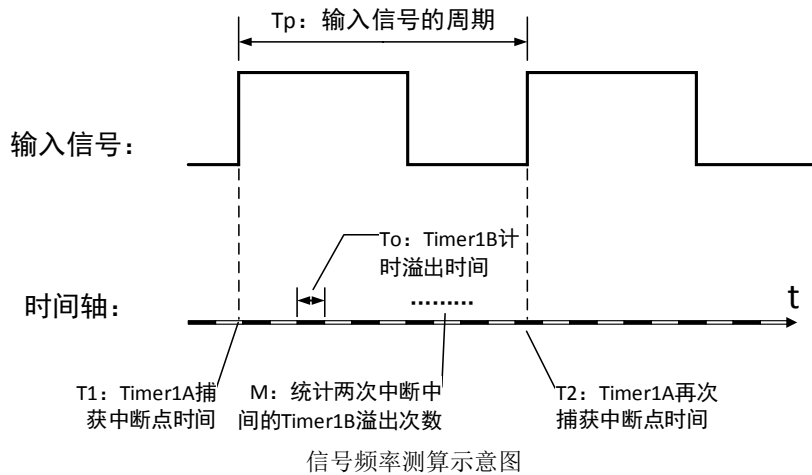 Tp：输入信号的周期
输入信号：
To：Timer1B计
时溢出时间
时间轴：
………
t
T1：Timer1A捕
获中断点时间
M：统计两次中断中
间的Timer1B溢出次数
T2：Timer1A再次
捕获中断点时间
信号频率测算示意图